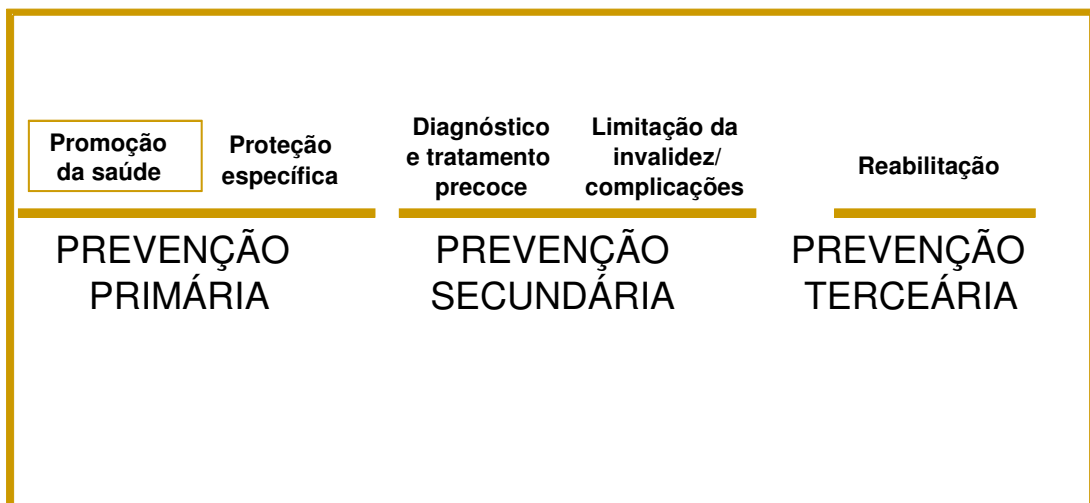 Promoção
da saúde
Proteção
específica
Diagnóstico
e tratamento
precoce
Limitação da
invalidez/
complicações
Reabilitação
PREVENÇÃO
PRIMÁRIA
PREVENÇÃO
SECUNDÁRIA
PREVENÇÃO
TERCEÁRIA